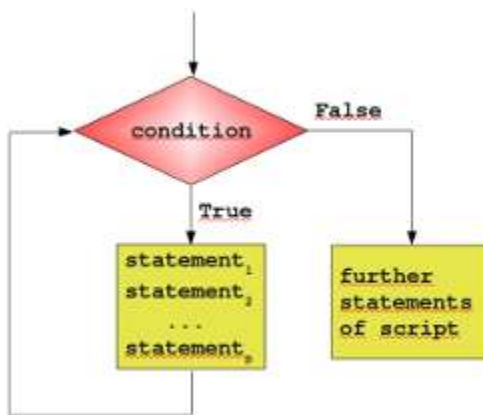 False
condition
True
statement₁
statement₂
...
statementₙ
further
statements
of script